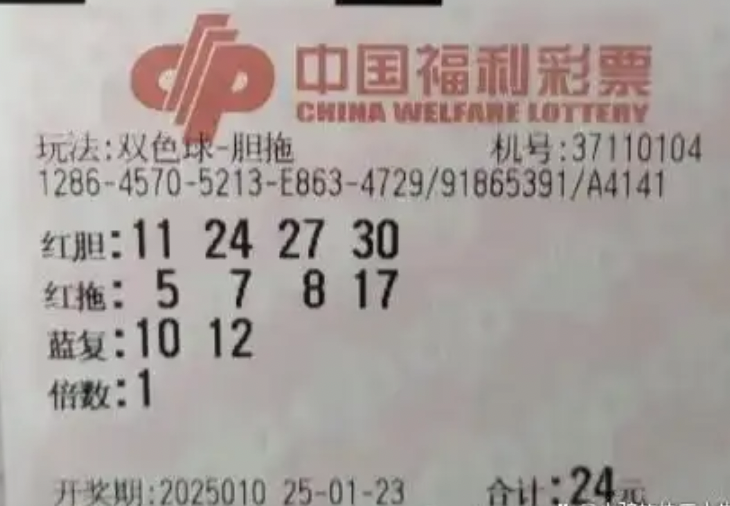 中国福利彩票
CHINA WELFARE LOTTERY
玩法:双色球-胆拖 机号:37110104
1286-4570-5213-E863-4729/91865391/A4141
红胆:11 24 27 30
红拖: 5 7 8 17
蓝复:10 12
倍数:1
开奖期:2025010 25-01-23 合计:24元